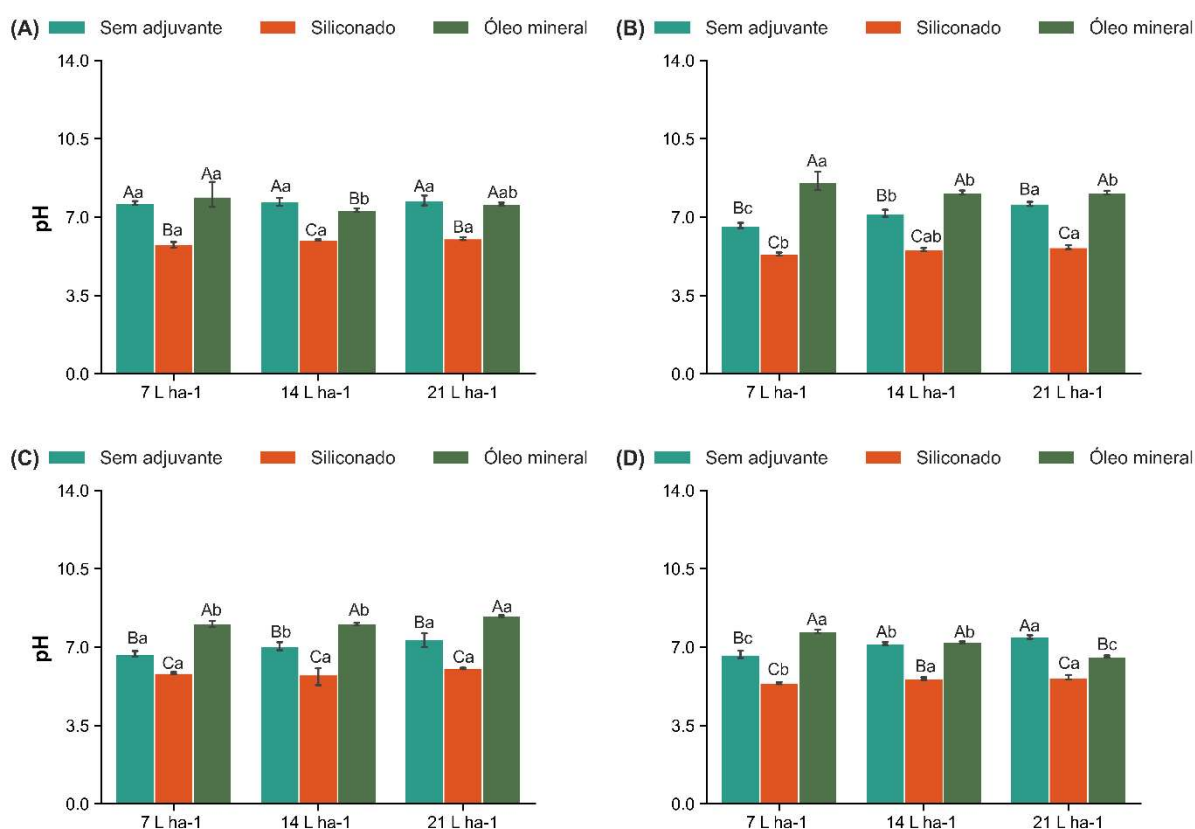 (A) Sem adjuvante Siliconado Óleo mineral
14.0
10.5
7.0
3.5
0.0
pH
Aa Ba Aa
Aa Ca Bb
Aa Ba Aab
7 L ha-1 14 L ha-1 21 L ha-1
(B) Sem adjuvante Siliconado Óleo mineral
14.0
10.5
7.0
3.5
0.0
Bc Cb Aa
Bb Cab Ab
Ba Ca Ab
7 L ha-1 14 L ha-1 21 L ha-1
(C) Sem adjuvante Siliconado Óleo mineral
14.0
10.5
7.0
3.5
0.0
pH
Ba Ca Ab
Bb Ca Ab
Ba Ca Aa
7 L ha-1 14 L ha-1 21 L ha-1
(D) Sem adjuvante Siliconado Óleo mineral
14.0
10.5
7.0
3.5
0.0
Bc Cb Aa
Ab Ba Ab
Aa Ca Bc
7 L ha-1 14 L ha-1 21 L ha-1